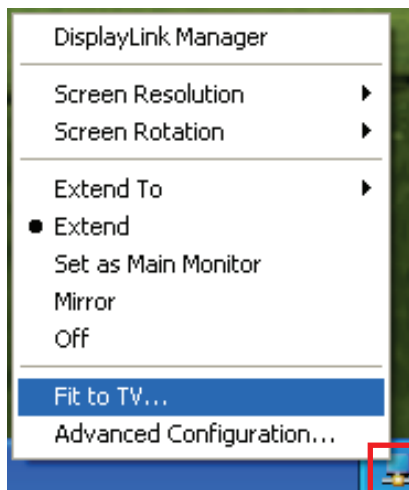 DisplayLink Manager
Screen Resolution
Screen Rotation
Extend To
Extend
Set as Main Monitor
Mirror
Off
Fit to TV...
Advanced Configuration...